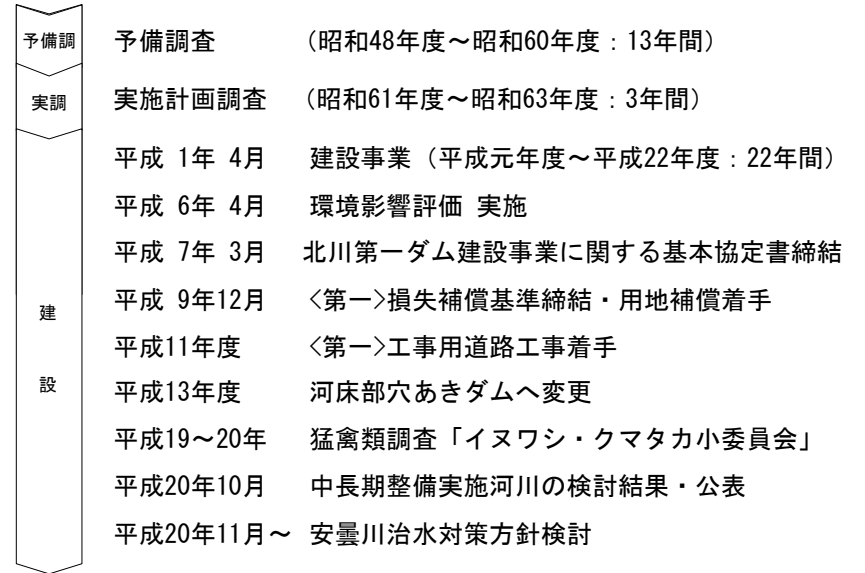 予備調 予備調査 （昭和48年度～昭和60年度：13年間）
実調 実施計画調査 （昭和61年度～昭和63年度：3年間）
平成 1年 4月 建設事業（平成元年度～平成22年度：22年間）
平成 6年 4月 環境影響評価 実施
平成 7年 3月 北川第一ダム建設事業に関する基本協定書締結
平成 9年12月 <第一>損失補償基準締結・用地補償着手
平成11年度 <第一>工事用道路工事着手
平成13年度 河床部穴あきダムへ変更
平成19～20年 猛禽類調査「イヌワシ・クマタカ小委員会」
平成20年10月 中長期整備実施河川の検討結果・公表
平成20年11月～ 安曇川治水対策方針検討
建
設